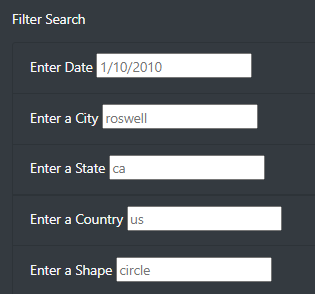 Filter Search
Enter Date 1/10/2010
Enter a City roswell
Enter a State ca
Enter a Country us
Enter a Shape circle